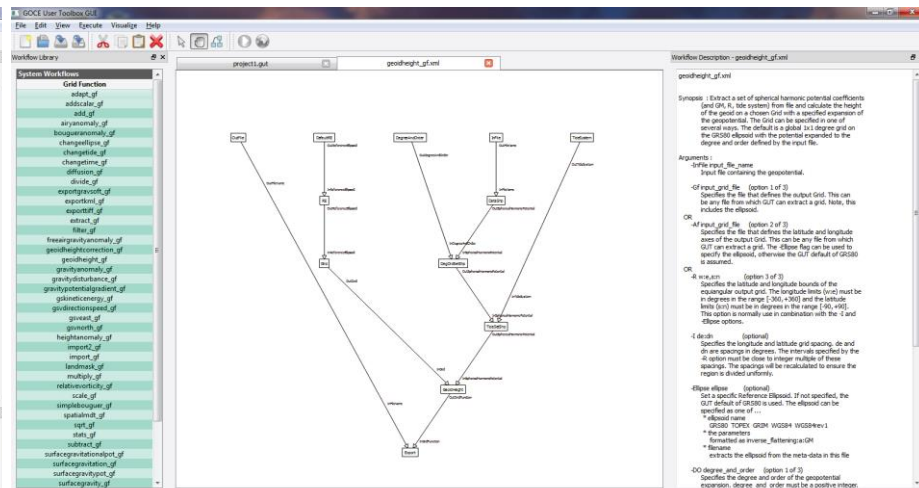 GOCE User Toolbox GUI
File Edit View Execute Visualize Help
Workflow Library
project1.gut
geoidheight_gf.xml
Workflow Description - geoidheight_gf.xml
System Workflows
Grid Function
adapt_gf
addscalar_gf
add_gf
airyanomaly_gf
bougueranomaly_gf
changeellipse_gf
changetide_gf
changetime_gf
diffusion_gf
divide_gf
exportgravsoft_gf
exportkml_gf
exporttiff_gf
extract_gf
filter_gf
freeairgravityanomaly_gf
geoidheightcorrection_gf
geoidheight_gf
gravityanomaly_gf
gravitydisturbance_gf
gravitypotentialgradient_gf
gskineticenergy_gf
gsvdirectionspeed_gf
gsveast_gf
gsvnorth_gf
heightanomaly_gf
import2_gf
import_gf
landmask_gf
multiply_gf
relativevorticity_gf
scale_gf
simplebouguer_gf
spatialmdt_gf
sqrt_gf
stats_gf
subtract_gf
surfacegravitationalpot_gf
surfacegravitation_gf
surfacegravitypot_gf
surfacegravity_gf
OutFile
DefaultRE
DegreeAndOrder
InFile
TideSystem
GeoidHeight
Export
geoidheight_gf.xml
Synopsis : Extract a set of spherical harmonic potential coefficients
(and GM, R, tide system) from file and calculate the height
of the geoid on a chosen Grid with a specified expansion of
the geopotential. The Grid can be specified in one of
several ways. The default is a global 1x1 degree grid on
the GRS80 ellipsoid with the potential expanded to the
degree and order defined by the input file.
Arguments :
-InFile input_file_name
Input file containing the geopotential.
-Gf input_grid_file (option 1 of 3)
Specifies the file that defines the output Grid. This can
be any file from which GUT can extract a grid. Note, this
includes the ellipsoid.
OR
-Af input_grid_file (option 2 of 3)
Specifies the file that defines the latitude and longitude
axes of the output Grid. This can be any file from which
GUT can extract a grid. The -Ellipse flag can be used to
specify the ellipsoid, otherwise the GUT default of GRS80
is assumed.
OR
-R w:e,s:n (option 3 of 3)
Specifies the latitude and longitude bounds of the
equiangular output grid. The longitude limits (w:e) must be
in degrees in the range [-360,+360] and the latitude
limits (s:n) must be in degrees in the range [-90,+90].
This option is normally use in combination with the -I and
-Ellipse options.
-I de:dn (optional)
Specifies the longitude and latitude grid spacing. de and
dn are spacings in degrees. The intervals specified by the
-R option must be close to integer multiple of these
spacings. The spacings will be recalculated to ensure the
region is divided uniformly.
-Ellipse ellipse (optional)
Set a specific Reference Ellipsoid. If not specified, the
GUT default of GRS80 is used. The ellipsoid can be
specified as one of ...
* ellipsoid name
GRS80 TOPEX GRIM WGS84 WGS84rev1
* the parameters
formatted as inverse_flattening:a:GM
* filename
extracts the ellipsoid from the meta-data in this file
-DO degree_and_order (option 1 of 3)
Specifies the degree and order of the geopotential
expansion. degree_and_order must be a positive integer.